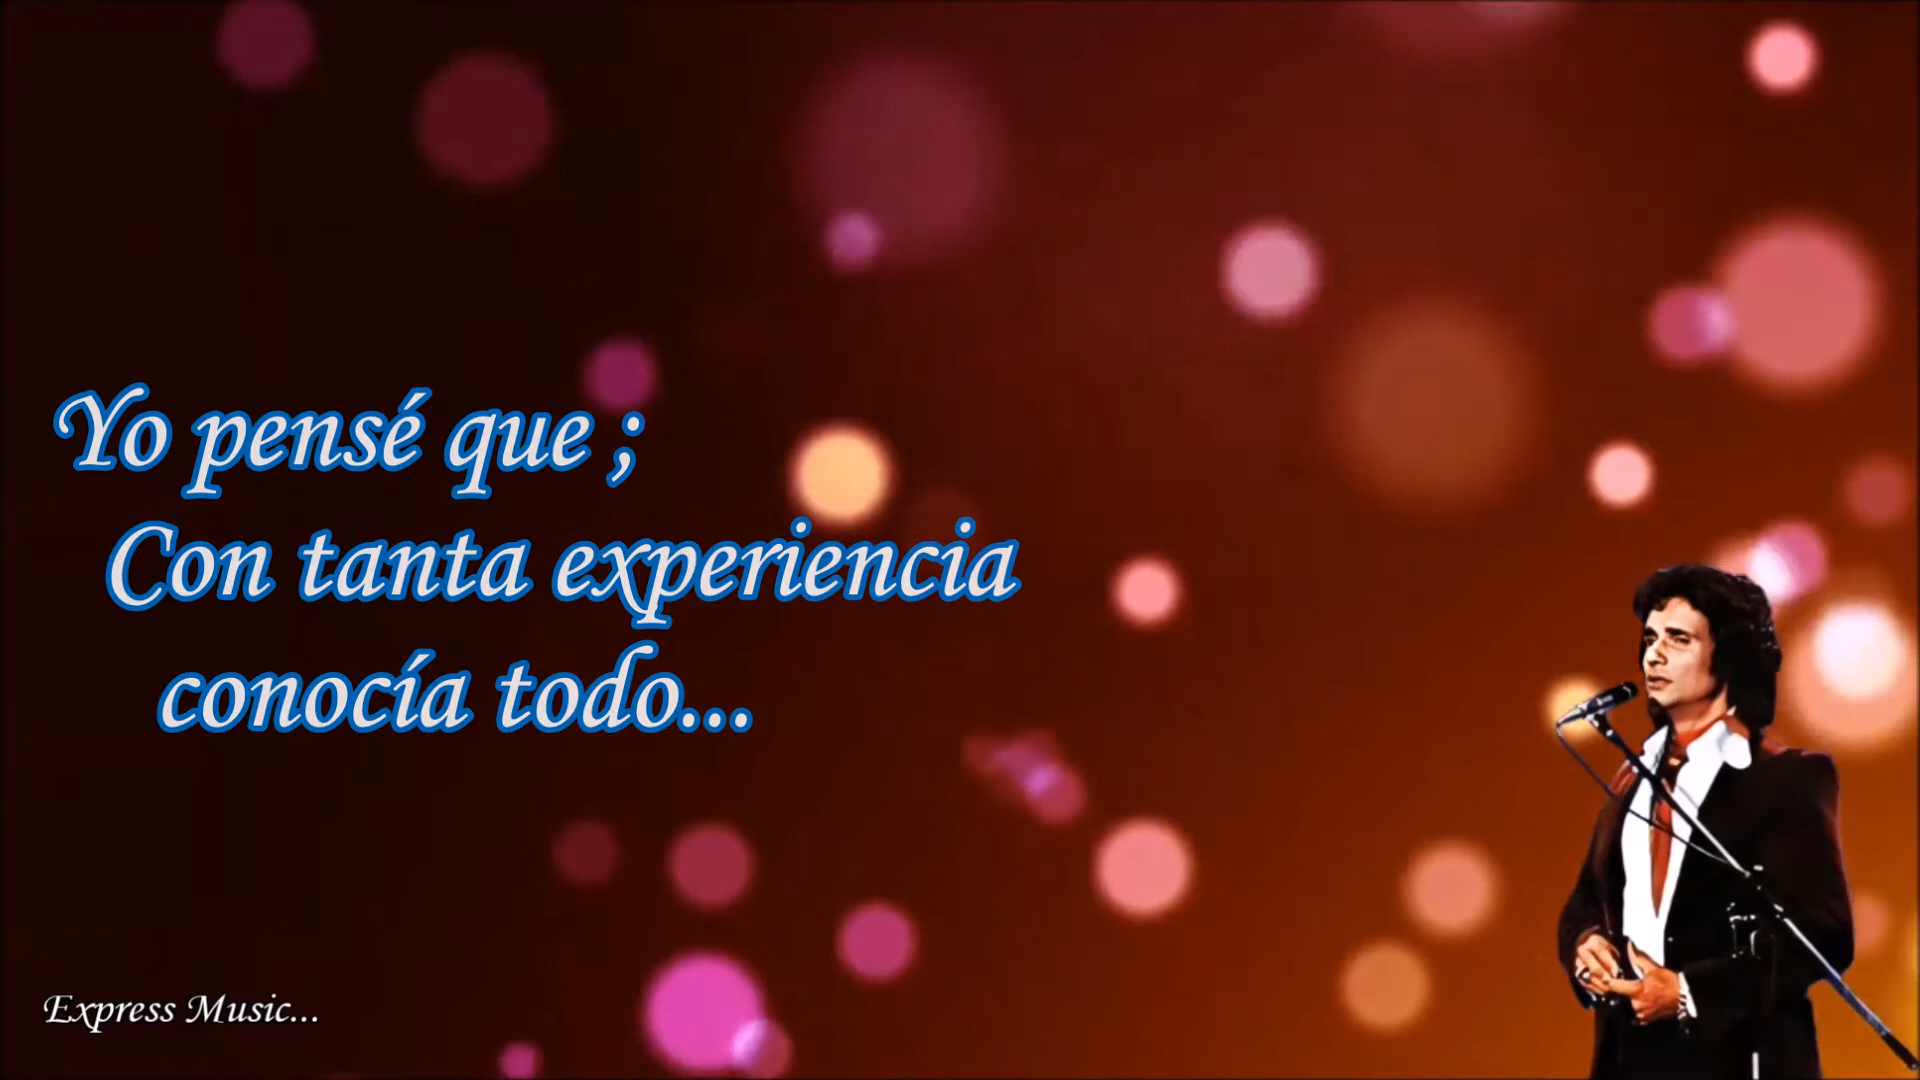 Yo pensé que ;
Con tanta experiencia
conocía todo...
Express Music...